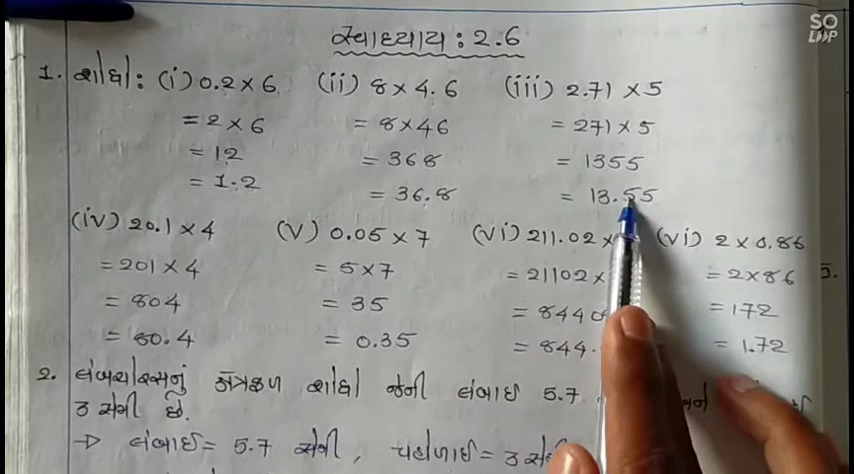 સ્વાધ્યાય : 2.6
1. શોધો : (i) 0.2 × 6 (ii) 8 × 4.6 (iii) 2.71 × 5
= 2 × 6 = 8 × 46 = 271 × 5
= 12 = 368 = 1355
= 1.2 = 36.8 = 13.55
(iv) 20.1 × 4 (v) 0.05 × 7 (vi) 211.02 × (vi) 2 × 0.86
= 201 × 4 = 5 × 7 = 21102 × = 2 × 86
= 804 = 35 = 8440 = 172
= 80.4 = 0.35 = 844. = 1.72
2. લંબચોરસનું ક્ષેત્રફળ શોધો જેની લંબાઈ 5.7
3 સેમી છે.
→ લંબાઈ = 5.7 સેમી , પહોળાઈ = 3 સેમી
SO LOOP